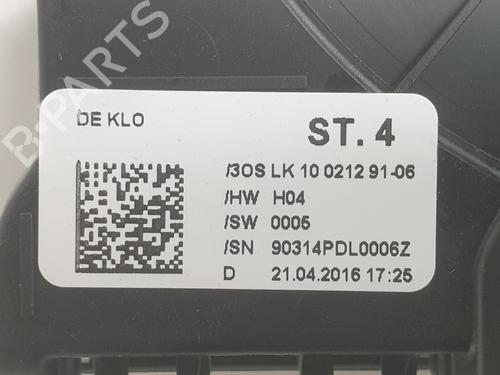 DE KLO
ST. 4
/3OS LK 10 0212 91-06
/HW H04
/SW 0005
/SN 90314PDL0006Z
D 21.04.2016 17:25
B-PARTS